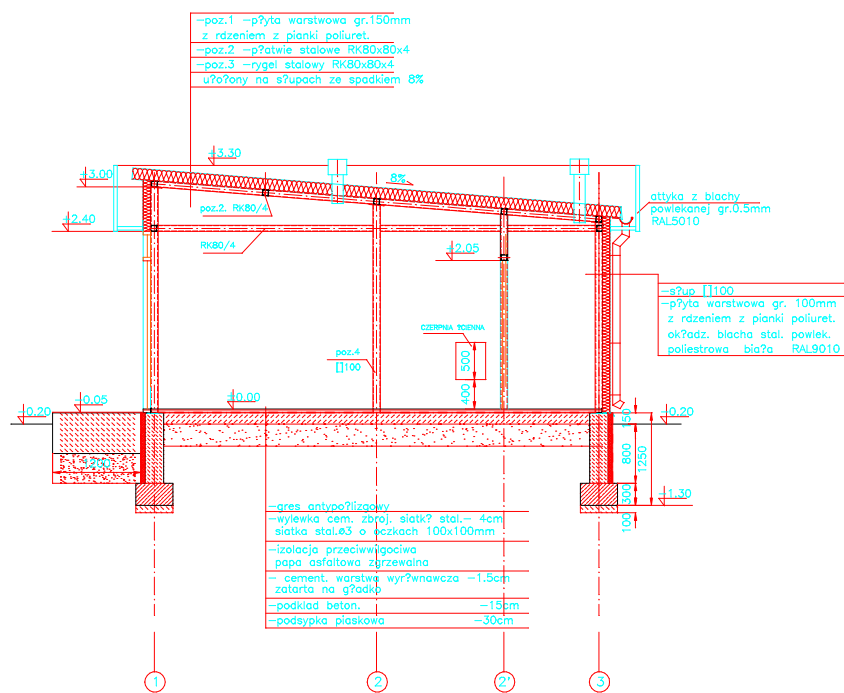 -poz.1 -p?yta warstwowa gr.150mm
z rdzeniem z pianki poliuret.
-poz.2 -p?atwie stalowe RK80x80x4
-poz.3 -rygel stalowy RK80x80x4
u?o?ony na s?upach ze spadkiem 8%
+3.30
+3.00
8%
+2.40
poz.2. RK80/4
RK80/4
attyka z blachy
powlekanej gr.0.5mm
RAL5010
+2.05
-s?up []100
-p?yta warstwowa gr. 100mm
z rdzeniem z pianki poliuret.
ok?adz. blacha stal. powlek.
poliestrowa bia?a RAL9010
CZERPNIA ?CIENNA
poz.4
[]100
500
400
±0.00
-0.05
-0.20
-0.20
150
800
1250
300
100
-1.30
1200
-gres antypo?lizgowy
-wylewka cem. zbroj. siatk? stal.- 4cm
siatka stal.ø3 o oczkach 100x100mm
-izolacja przeciwwilgociwa
papa asfaltowa zgrzewalna
- cement. warstwa wyr?wnawcza -1.5cm
zatarta na g?adko
-podkład beton. -15cm
-podsypka piaskowa -30cm
1
2
2'
3